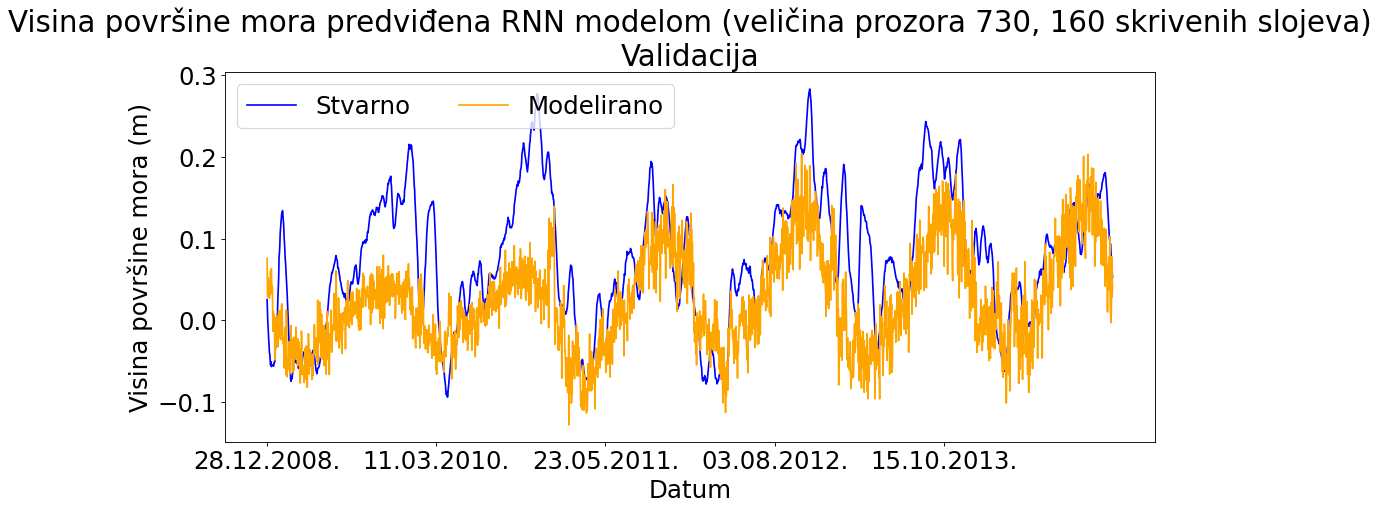 Visina površine mora predviđena RNN modelom (veličina prozora 730, 160 skrivenih slojeva)
Validacija
Stvarno
Modelirano
Visina površine mora (m)
0.3
0.2
0.1
0.0
−0.1
28.12.2008.
11.03.2010.
23.05.2011.
03.08.2012.
15.10.2013.
Datum